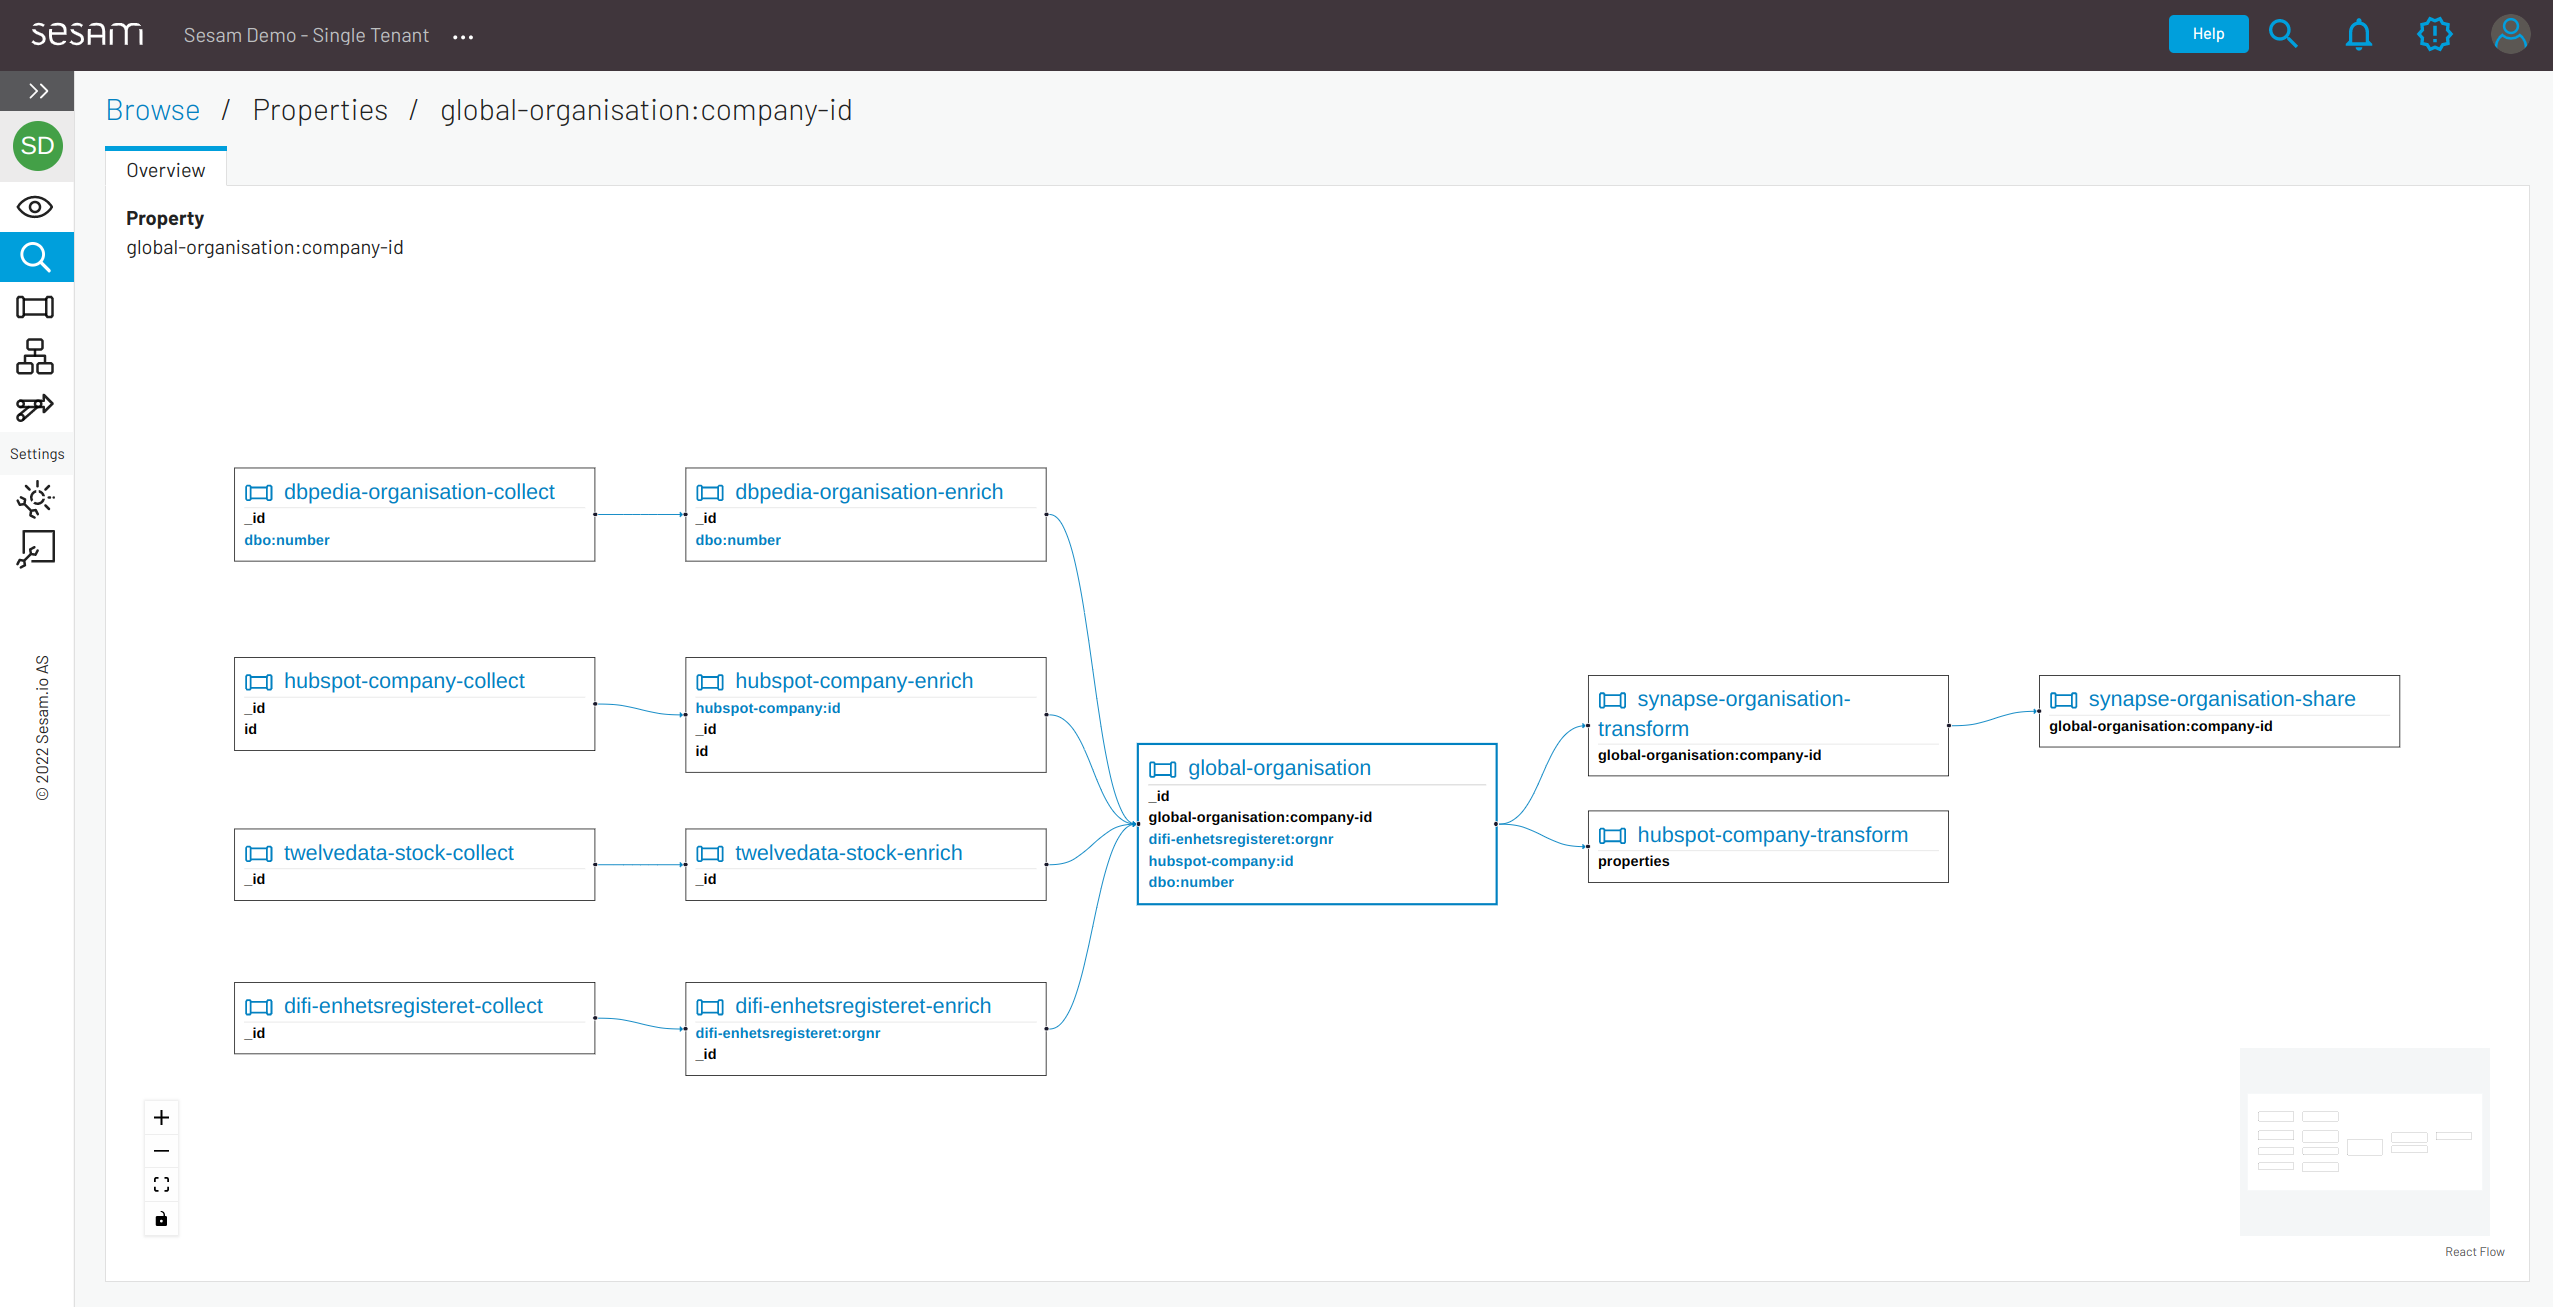 sesam
Sesam Demo - Single Tenant ...
Help
Browse / Properties / global-organisation:company-id
SD
Overview
Property
global-organisation:company-id
Settings
© 2022 Sesam.io AS
dbpedia-organisation-collect
_id
dbo:number
dbpedia-organisation-enrich
_id
dbo:number
hubspot-company-collect
_id
id
hubspot-company-enrich
hubspot-company:id
_id
id
twelvedata-stock-collect
_id
twelvedata-stock-enrich
_id
difi-enhetsregisteret-collect
_id
difi-enhetsregisteret-enrich
difi-enhetsregisteret:orgnr
_id
global-organisation
_id
global-organisation:company-id
difi-enhetsregisteret:orgnr
hubspot-company:id
dbo:number
synapse-organisation-
transform
global-organisation:company-id
hubspot-company-transform
properties
synapse-organisation-share
global-organisation:company-id
React Flow